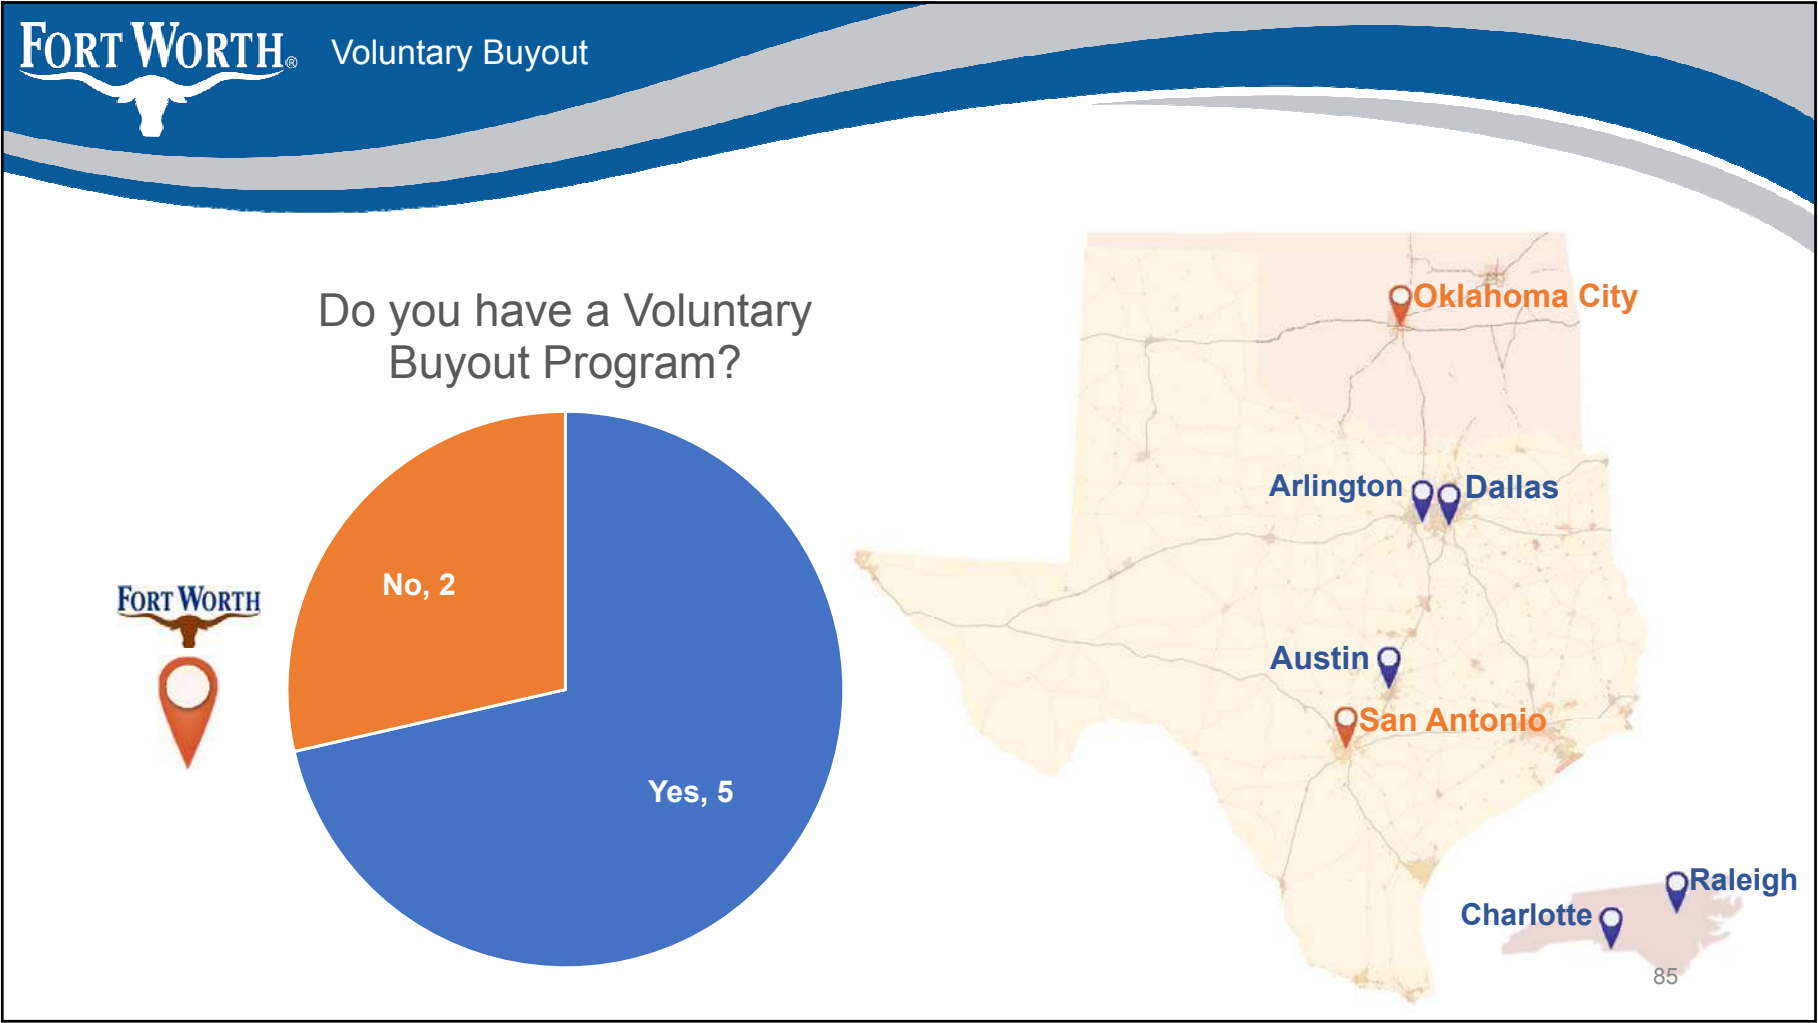 FORT WORTH®
Voluntary Buyout
Do you have a Voluntary
Buyout Program?
No, 2
Yes, 5
FORT WORTH
Oklahoma City
Arlington
Dallas
Austin
San Antonio
Raleigh
Charlotte
85